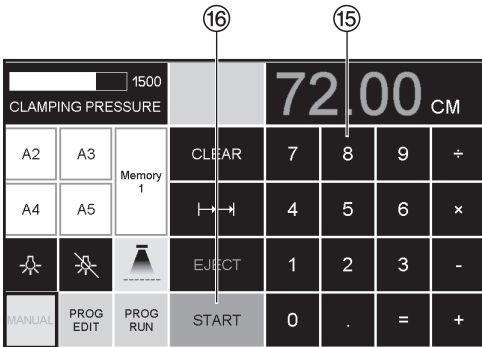 16 15
1500
CLAMPING PRESSURE
72.00 CM
A2 A3 Memory 1 CLEAR 7 8 9 ÷
A4 A5 4 5 6 ×
EJECT 1 2 3 -
MANUAL PROG EDIT PROG RUN START 0 . = +